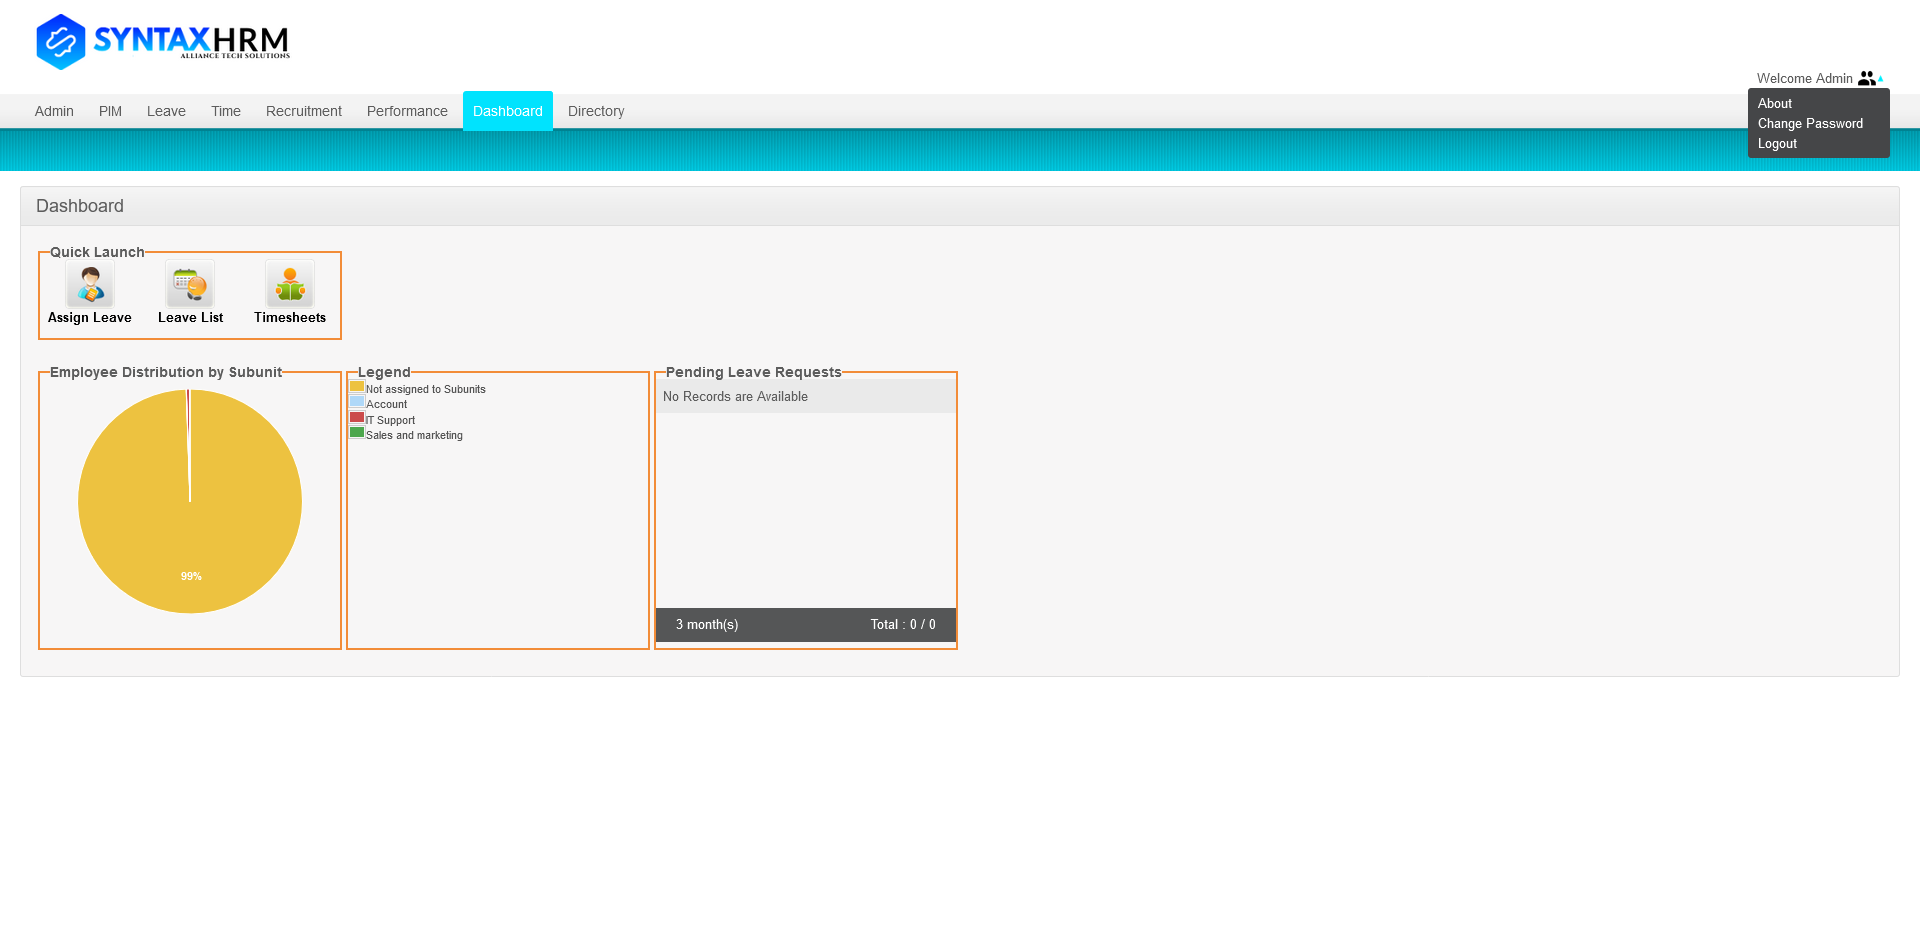 SYNTAXHRM
ALLIANCE TECH SOLUTIONS
Welcome Admin
Admin PIM Leave Time Recruitment Performance Dashboard Directory
About
Change Password
Logout
Dashboard
Quick Launch
Assign Leave Leave List Timesheets
Employee Distribution by Subunit
99%
Legend
Not assigned to Subunits
Account
IT Support
Sales and marketing
Pending Leave Requests
No Records are Available
3 month(s) Total : 0 / 0